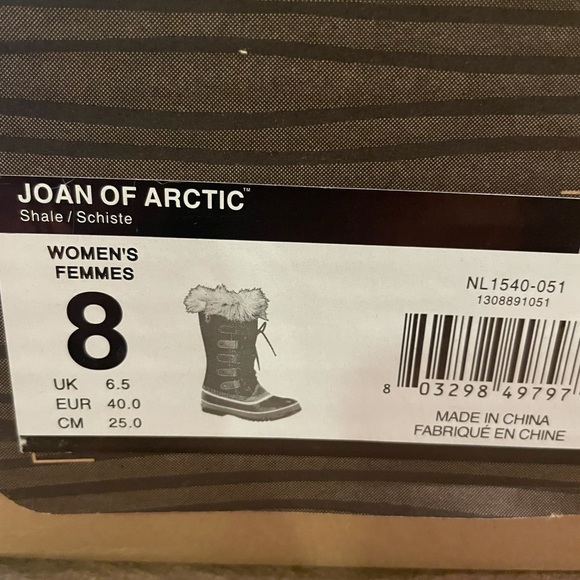 JOAN OF ARCTIC™
Shale / Schiste
WOMEN'S
FEMMES
8
UK 6.5
EUR 40.0
CM 25.0
NL1540-051
1308891051
8 03298 49797
MADE IN CHINA
FABRIQUÉ EN CHINE